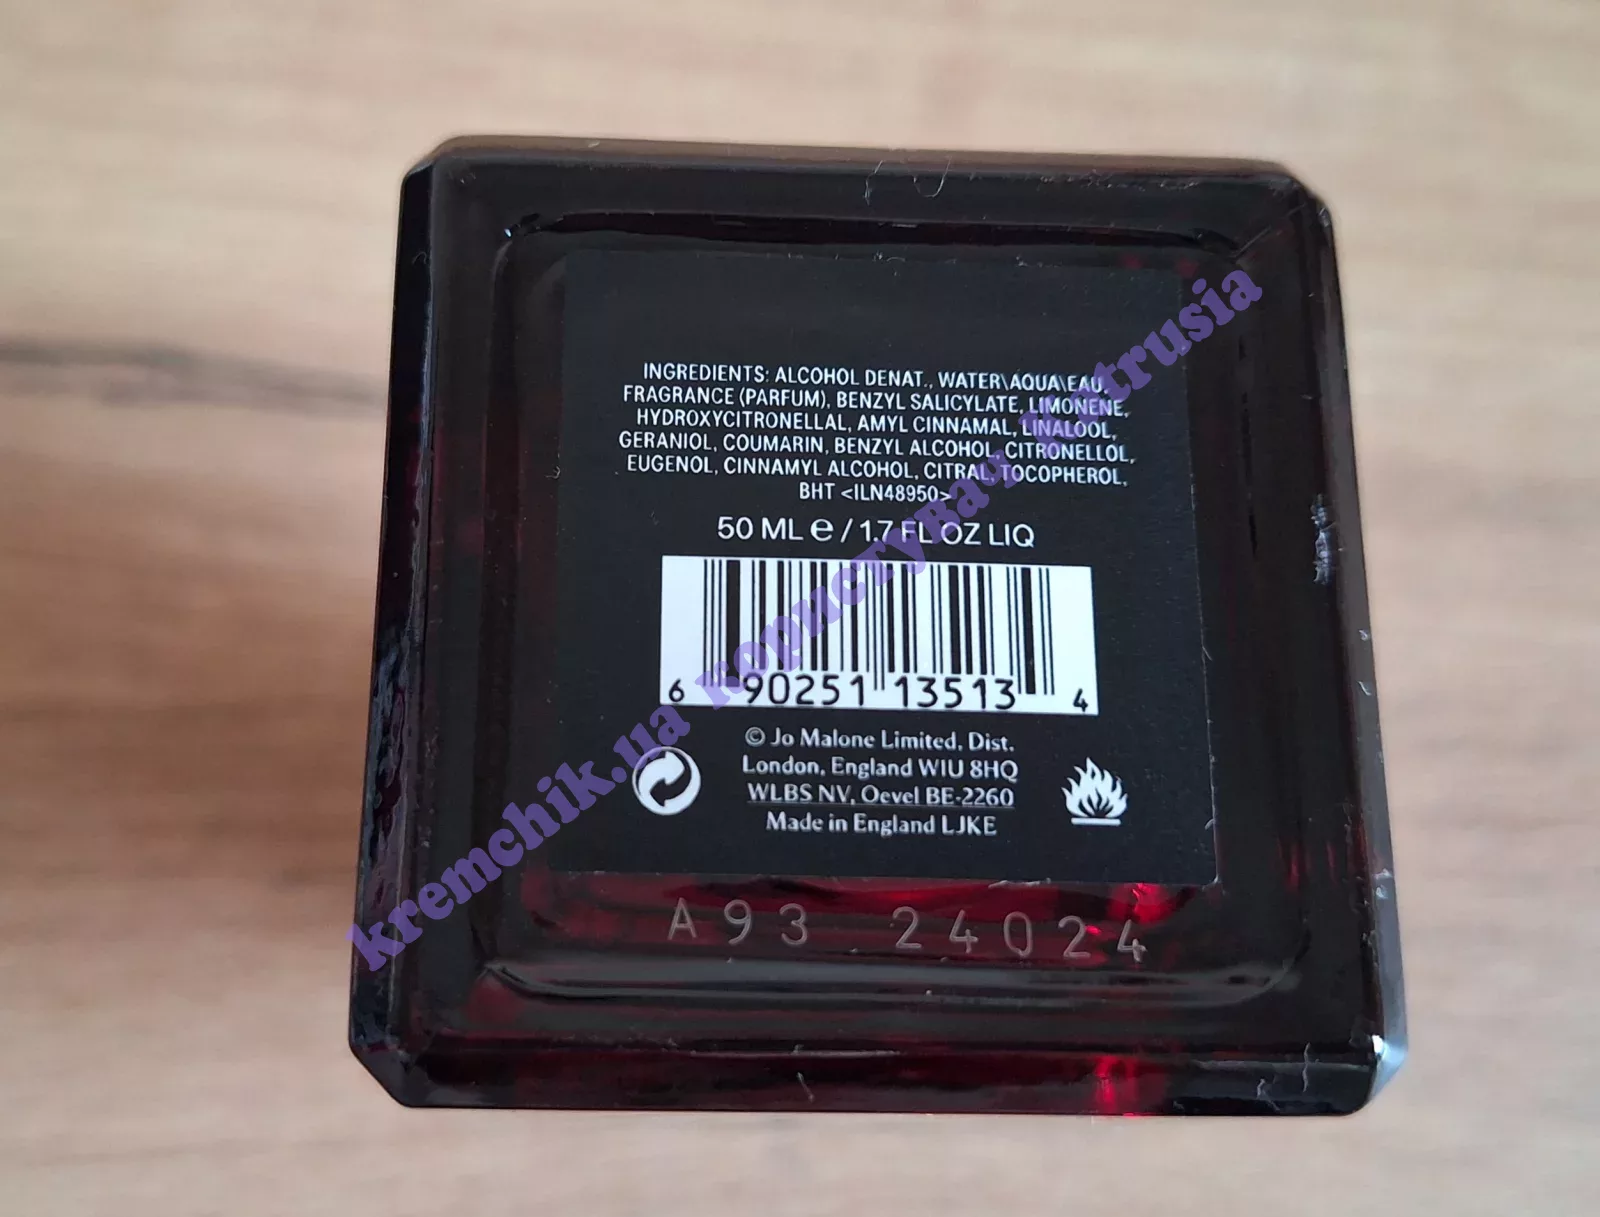 INGREDIENTS: ALCOHOL DENAT., WATER\AQUA\EAU,
FRAGRANCE (PARFUM), BENZYL SALICYLATE, LIMONENE,
HYDROXYCITRONELLAL, AMYL CINNAMAL, LINALOOL,
GERANIOL, COUMARIN, BENZYL ALCOHOL, CITRONELLOL,
EUGENOL, CINNAMYL ALCOHOL, CITRAL, TOCOPHEROL,
BHT <ILN48950>
50 ML e / 1.7 FL OZ LIQ
6 90251 13513 4
© Jo Malone Limited, Dist.
London, England W1U 8HQ
WLBS NV, Oevel BE-2260
Made in England LJKE
A93 24024
kremchik.ua користувач Kotrusia